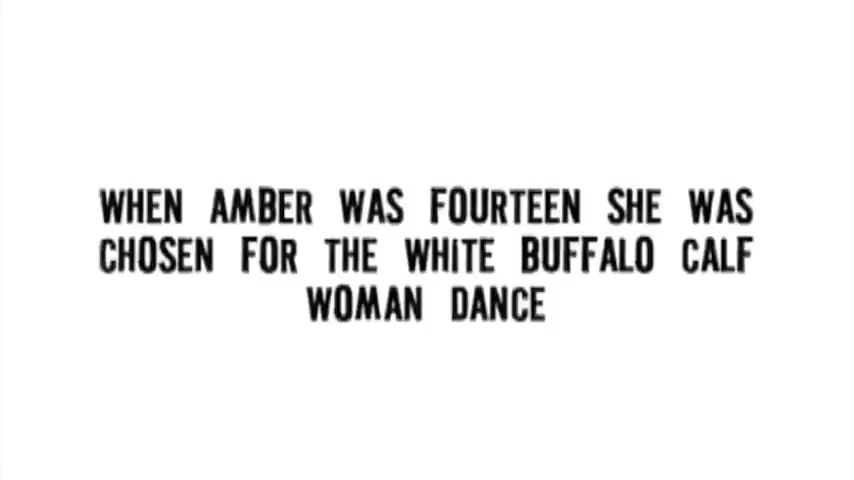 WHEN AMBER WAS FOURTEEN SHE WAS
CHOSEN FOR THE WHITE BUFFALO CALF
WOMAN DANCE